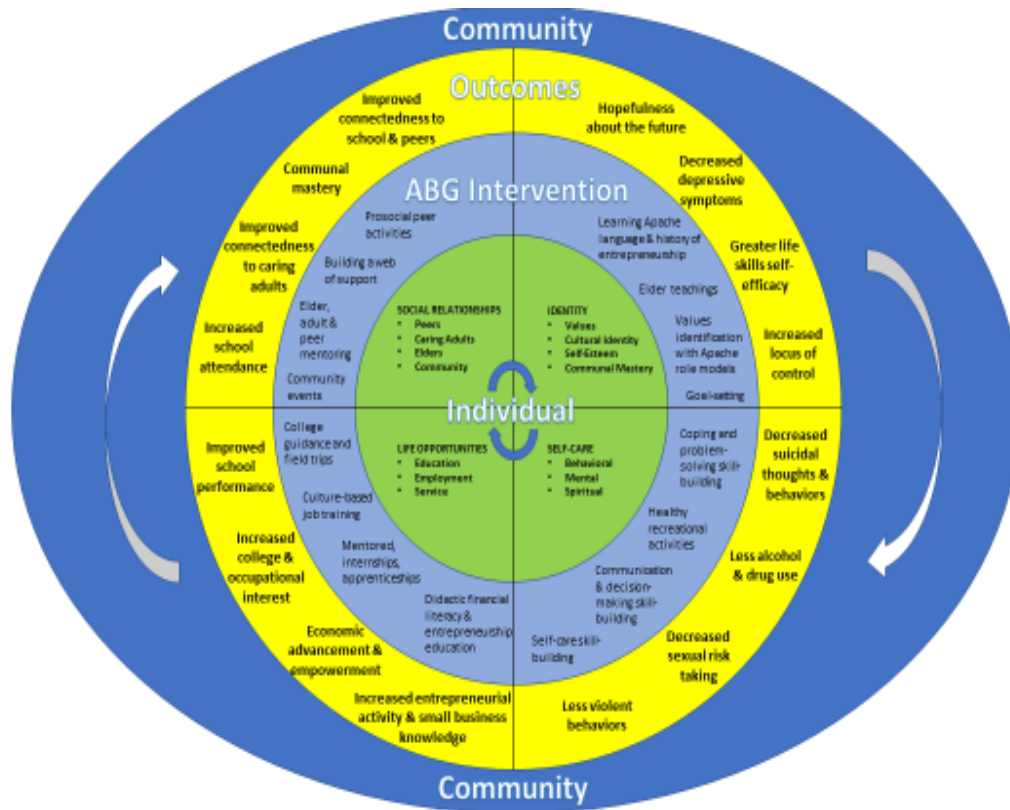 Community
Outcomes
Improved
connectedness to
school & peers
Communal
mastery
Improved
connectedness
to caring
adults
Increased
school
attendance
Hopefulness
about the future
Decreased
depressive
symptoms
Greater life
skills self-
efficacy
Increased
locus of
control
ABG Intervention
Prosocial peer
activities
Building a web
of support
Elder,
adult &
peer
mentoring
Community
events
Learning Apache
language & history of
entrepreneurship
Elder teachings
Values
identification
with Apache
role models
Goal-setting
SOCIAL RELATIONSHIPS
• Peers
• Caring Adults
• Elders
• Community
IDENTITY
• Values
• Cultural Identity
• Self-Esteem
• Communal Mastery
Individual
LIFE OPPORTUNITIES
• Education
• Employment
• Service
SELF-CARE
• Behavioral
• Mental
• Spiritual
College
guidance and
field trips
Culture-based
job training
Mentored,
internships,
apprenticeships
Didactic financial
literacy &
entrepreneurship
education
Coping and
problem-
solving skill-
building
Healthy
recreational
activities
Communication
& decision-
making skill-
building
Self-care skill-
building
Improved
school
performance
Increased
college &
occupational
interest
Economic
advancement &
empowerment
Increased entrepreneurial
activity & small business
knowledge
Decreased
suicidal
thoughts &
behaviors
Less alcohol
& drug use
Decreased
sexual risk
taking
Less violent
behaviors
Community